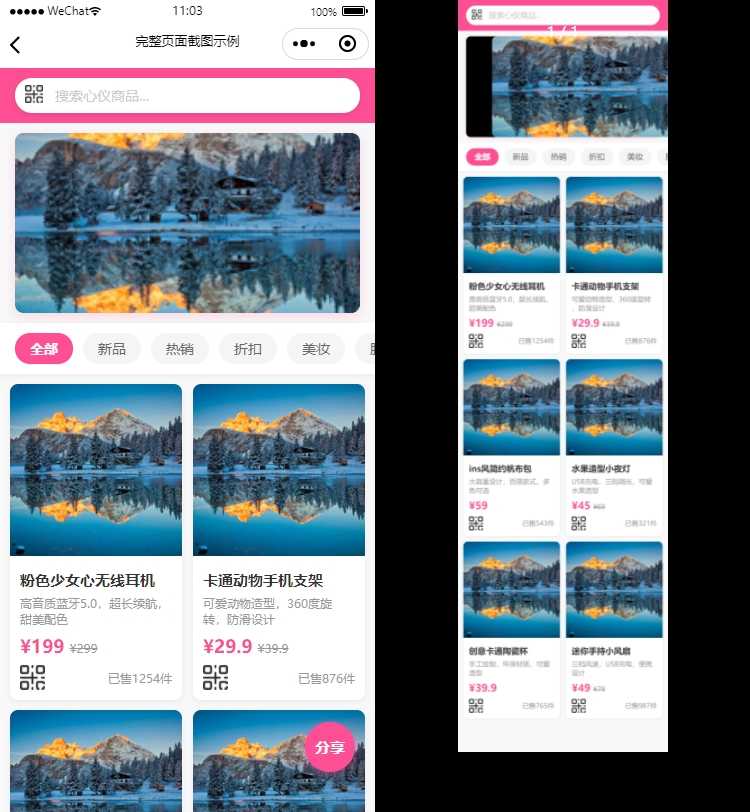 WeChat
11:03
100%
完整页面截图示例
搜索心仪商品...
全部
新品
热销
折扣
美妆
粉色少女心无线耳机
高音质蓝牙5.0，超长续航，
甜美配色
¥199 ¥299
已售1254件
卡通动物手机支架
可爱动物造型，360度旋
转，防滑设计
¥29.9 ¥39.9
已售876件
分享
搜索心仪商品...
1 / 1
全部
新品
热销
折扣
美妆
粉色少女心无线耳机
高音质蓝牙5.0，超长续航，
甜美配色
¥199 ¥299
已售1254件
卡通动物手机支架
可爱动物造型，360度旋转
，防滑设计
¥29.9 ¥39.9
已售876件
ins风简约帆布包
色可选
¥59
已售543件
水果造型小夜灯
USB充电，三档调光，可爱
水果造型
¥45 ¥69
已售321件
创意卡通陶瓷杯
手工绘制，环保材质，可爱
造型
¥39.9
已售765件
迷你手持小风扇
三档风速，USB充电，便携
设计
¥49 ¥79
已售987件